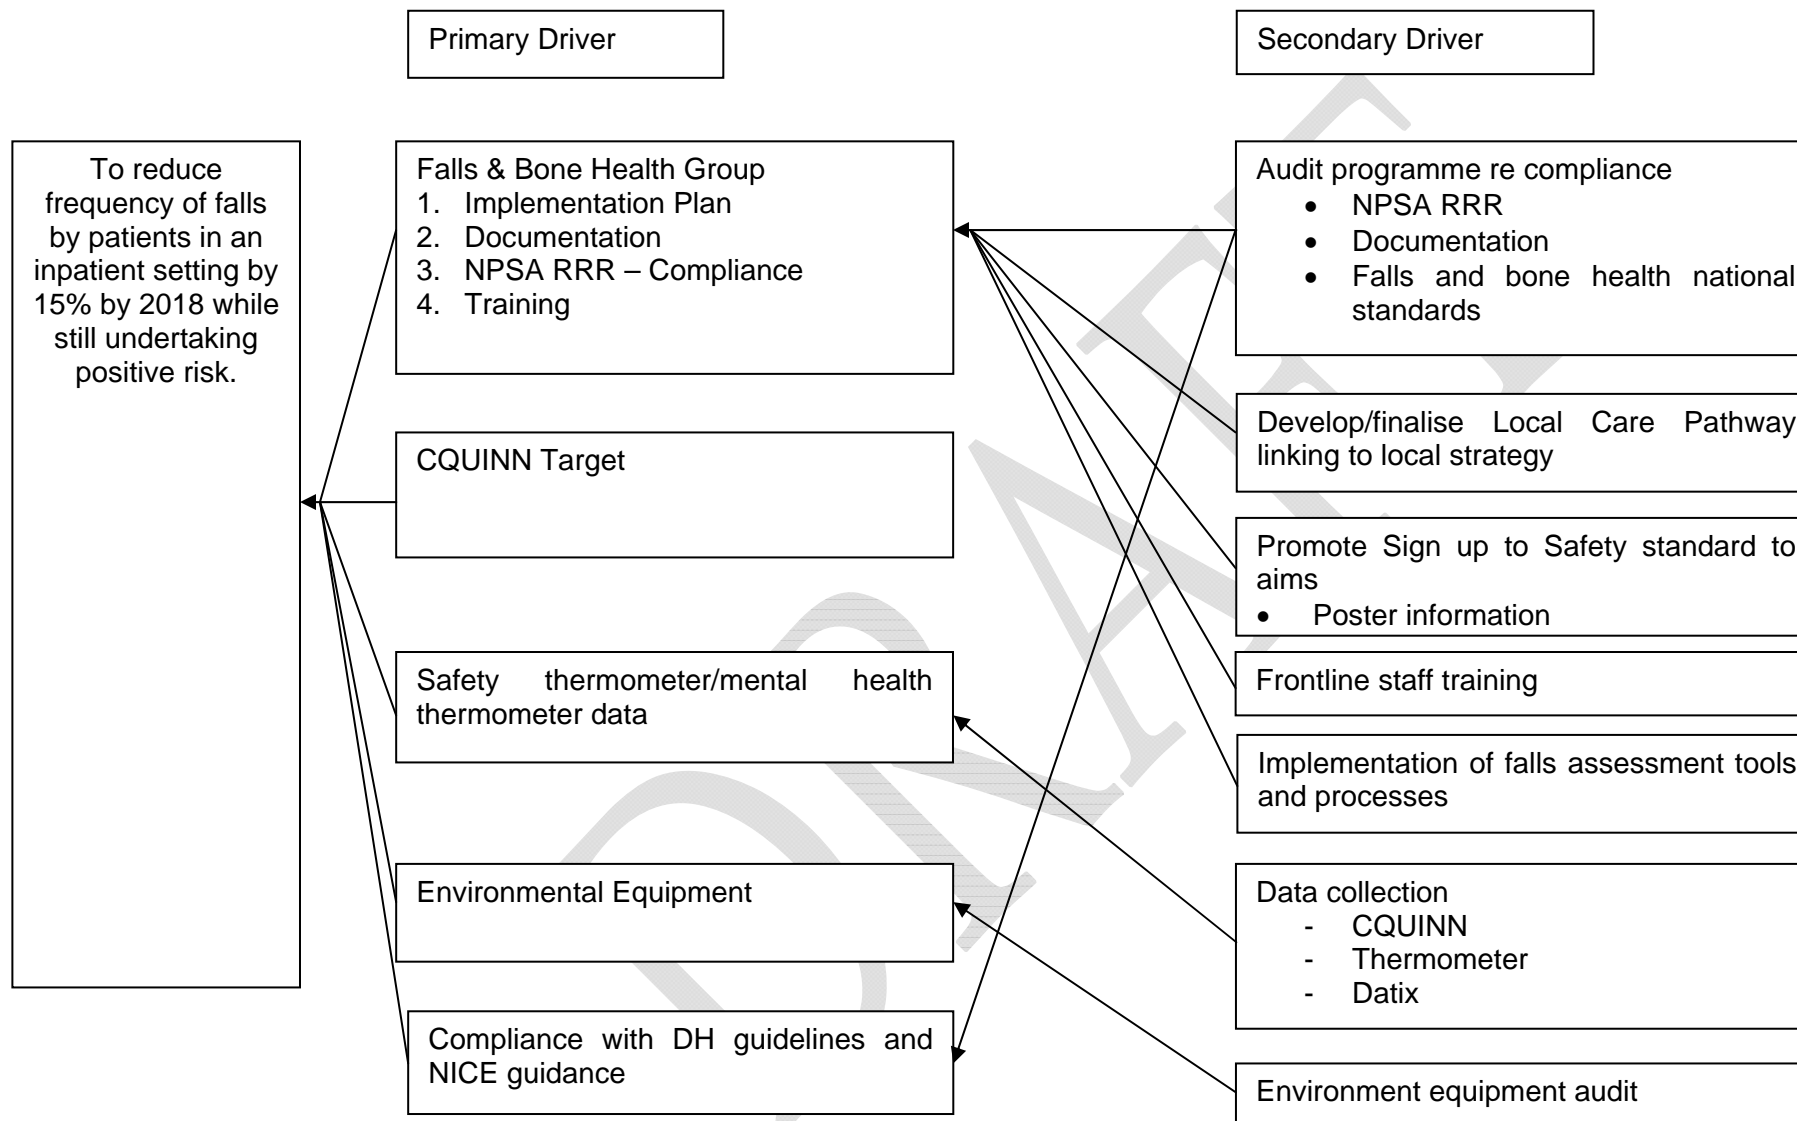 Primary Driver
Secondary Driver
To reduce
frequency of falls
by patients in an
inpatient setting by
15% by 2018 while
still undertaking
positive risk.
Falls & Bone Health Group
1. Implementation Plan
2. Documentation
3. NPSA RRR – Compliance
4. Training
CQUINN Target
Safety thermometer/mental health
thermometer data
Environmental Equipment
Compliance with DH guidelines and
NICE guidance
Audit programme re compliance
• NPSA RRR
• Documentation
• Falls and bone health national
standards
Develop/finalise Local Care Pathway
linking to local strategy
Promote Sign up to Safety standard to
aims
• Poster information
Frontline staff training
Implementation of falls assessment tools
and processes
Data collection
- CQUINN
- Thermometer
- Datix
Environment equipment audit
DRAFT